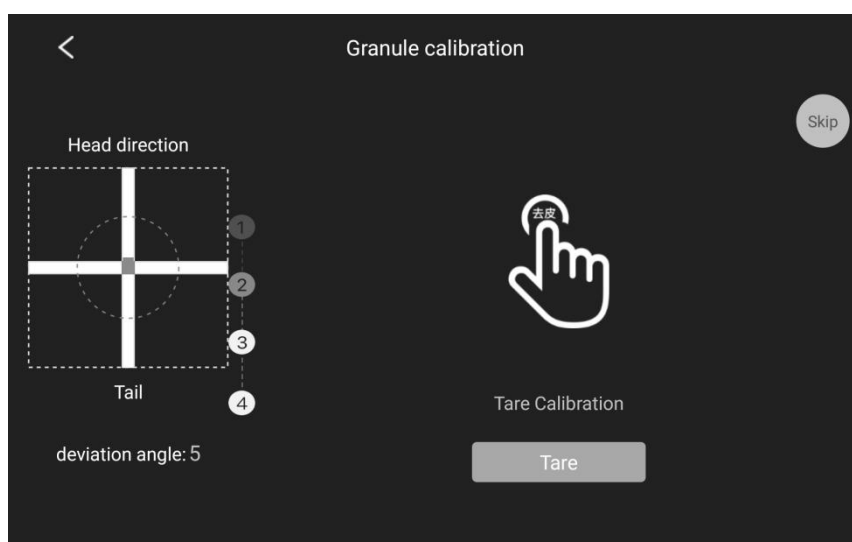 Granule calibration
Skip
Head direction
去皮
1
2
3
4
Tail
Tare Calibration
deviation angle: 5
Tare